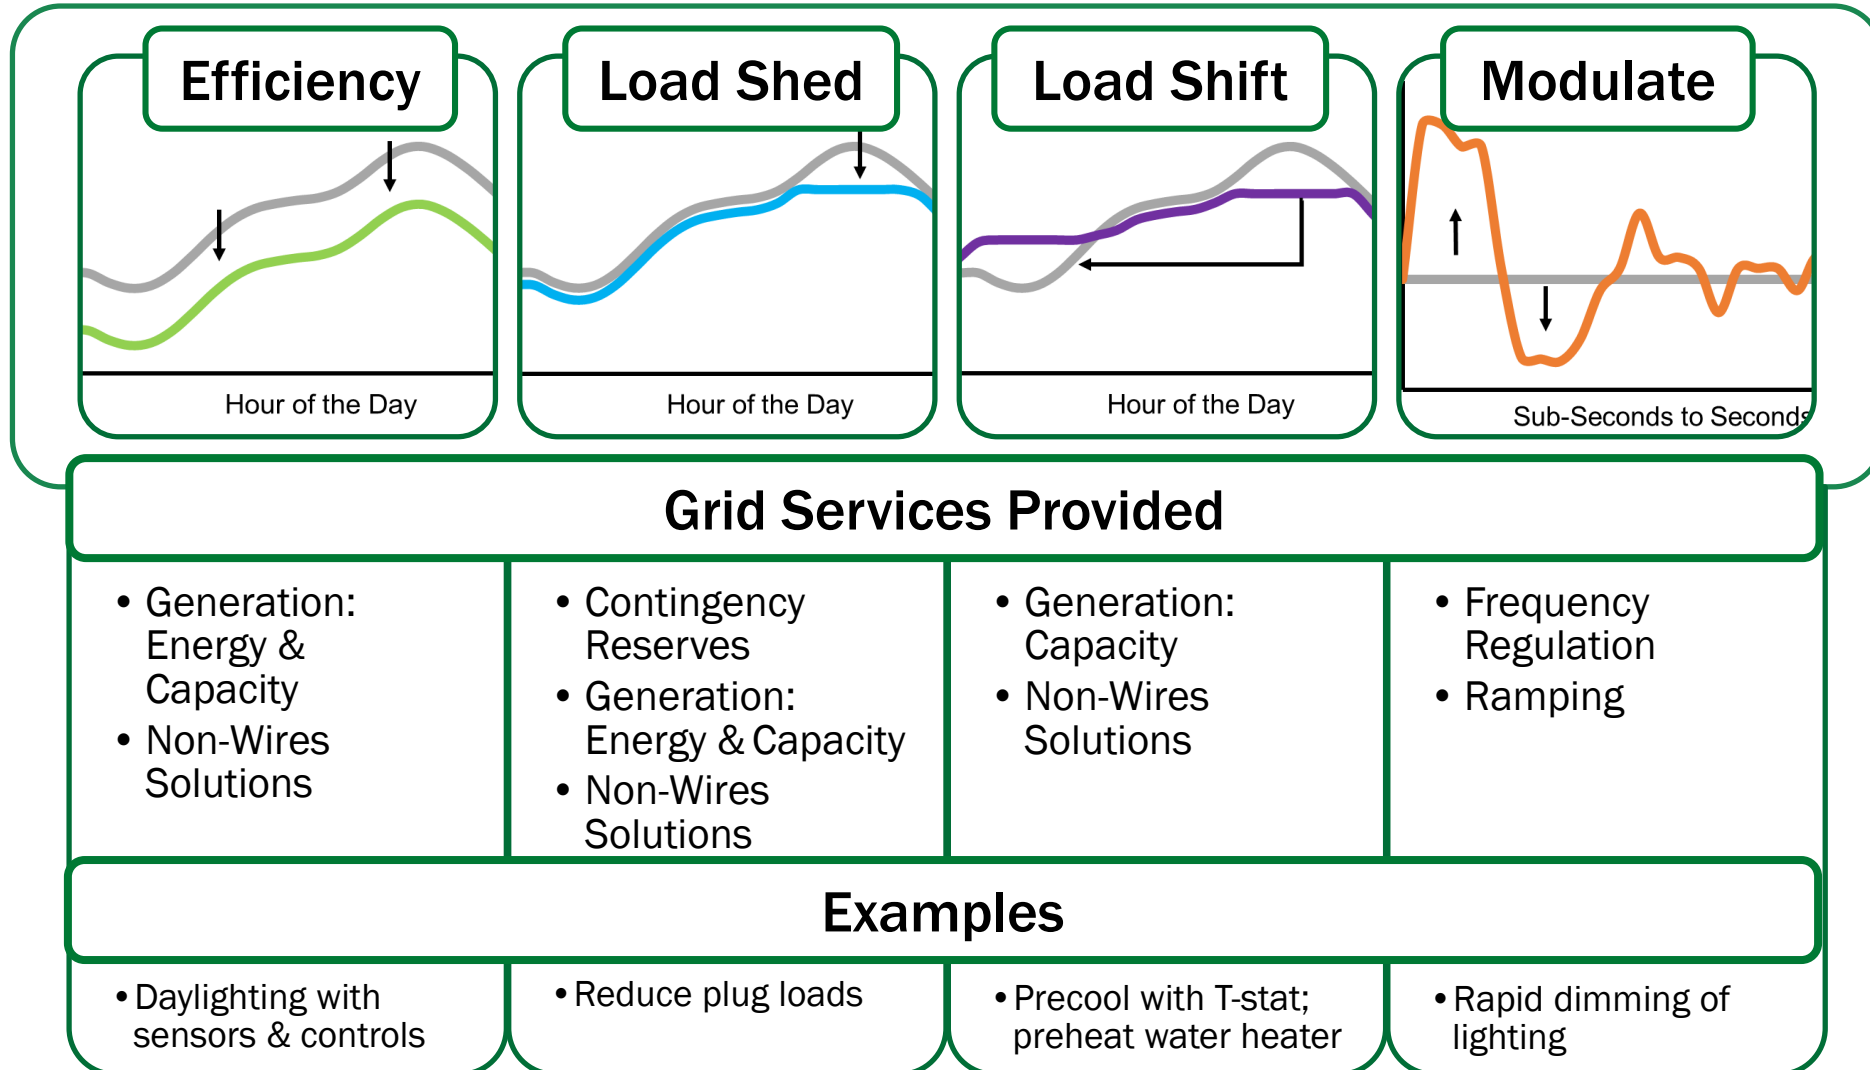 Efficiency
Load Shed
Load Shift
Modulate
Hour of the Day
Hour of the Day
Hour of the Day
Sub-Seconds to Seconds
Grid Services Provided
• Generation:
Energy &
Capacity
• Non-Wires
Solutions
• Contingency
Reserves
• Generation:
Energy & Capacity
• Non-Wires
Solutions
• Generation:
Capacity
• Non-Wires
Solutions
• Frequency
Regulation
• Ramping
Examples
• Daylighting with
sensors & controls
• Reduce plug loads
• Precool with T-stat;
preheat water heater
• Rapid dimming of
lighting